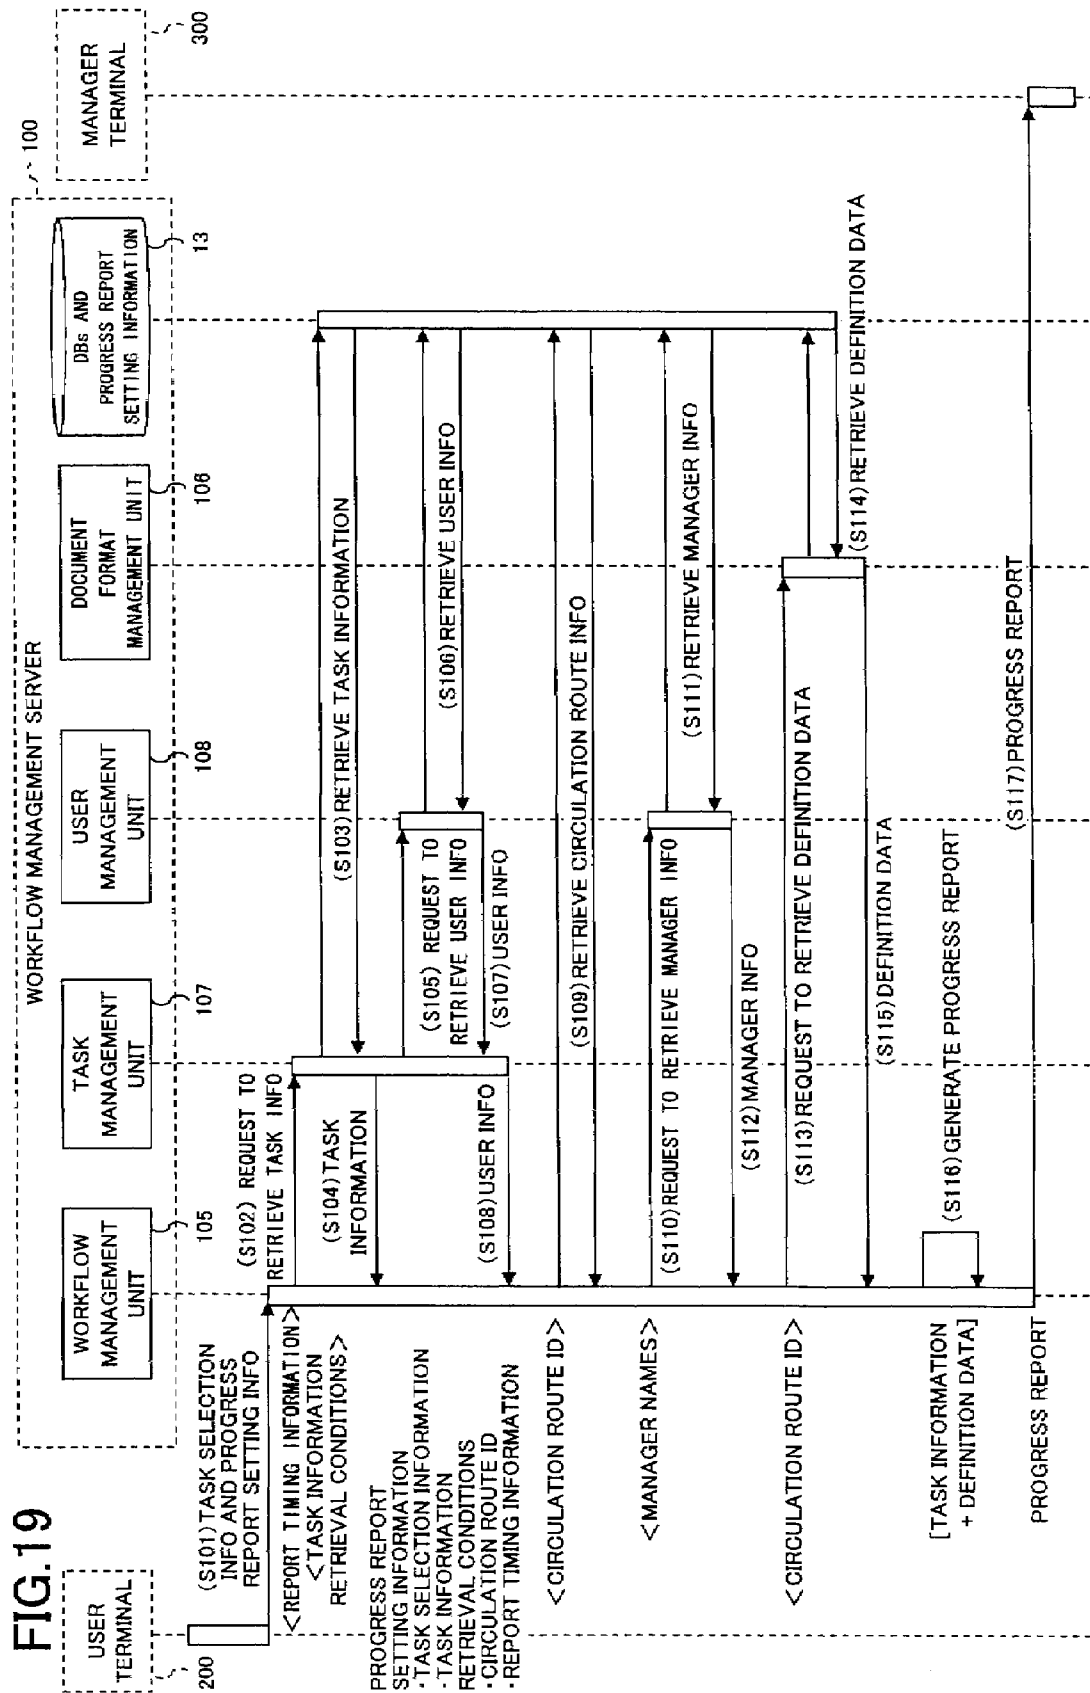 FIG.19
WORKFLOW MANAGEMENT SERVER
100
USER
TERMINAL
200
WORKFLOW
MANAGEMENT
UNIT
105
TASK
MANAGEMENT
UNIT
107
USER
MANAGEMENT
UNIT
108
DOCUMENT
FORMAT
MANAGEMENT UNIT
106
DBs AND
PROGRESS REPORT
SETTING INFORMATION
13
MANAGER
TERMINAL
300
(S101)TASK SELECTION
INFO AND PROGRESS
REPORT SETTING INFO
<REPORT TIMING INFORMATION>
<TASK INFORMATION
RETRIEVAL CONDITIONS>
(S102) REQUEST TO
RETRIEVE TASK INFO
(S103)RETRIEVE TASK INFORMATION
(S104)TASK
INFORMATION
PROGRESS REPORT
SETTING INFORMATION
・TASK SELECTION INFORMATION
・TASK INFORMATION
RETRIEVAL CONDITIONS
・CIRCULATION ROUTE ID
・REPORT TIMING INFORMATION
(S105) REQUEST TO
RETRIEVE USER INFO
(S106)RETRIEVE USER INFO
(S107)USER INFO
(S108)USER INFO
<CIRCULATION ROUTE ID>
(S109)RETRIEVE CIRCULATION ROUTE INFO
<MANAGER NAMES>
(S110)REQUEST TO RETRIEVE MANAGER INFO
(S111)RETRIEVE MANAGER INFO
(S112)MANAGER INFO
<CIRCULATION ROUTE ID>
(S113)REQUEST TO RETRIEVE DEFINITION DATA
(S114)RETRIEVE DEFINITION DATA
(S115)DEFINITION DATA
[TASK INFORMATION
+ DEFINITION DATA]
(S116)GENERATE PROGRESS REPORT
PROGRESS REPORT
(S117)PROGRESS REPORT